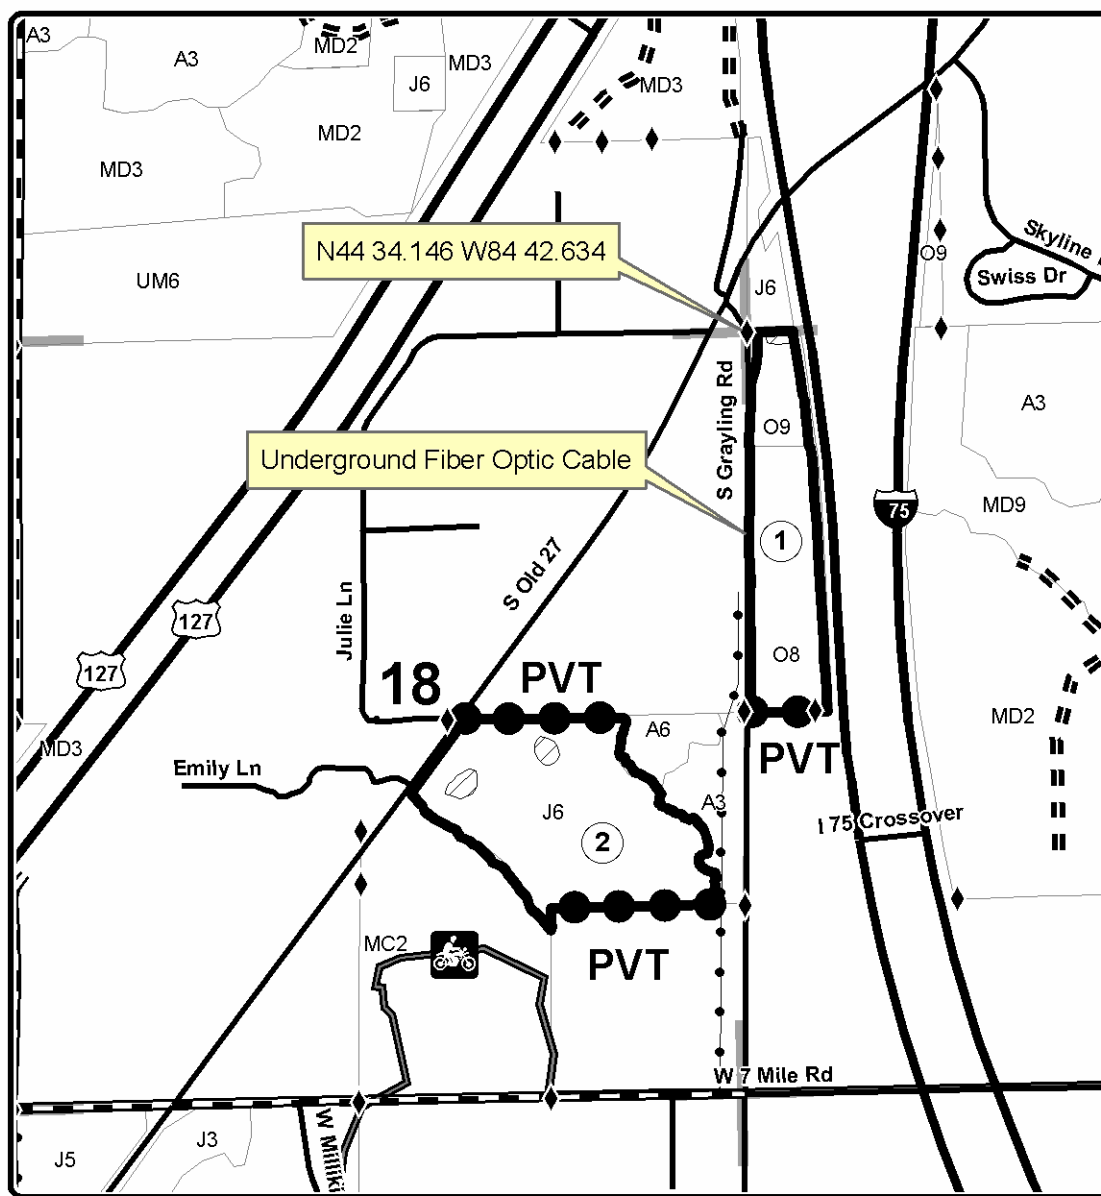 A3
A3
MD2
MD3
J6
MD3
MD2
MD3
N44 34.146 W84 42.634
UM6
J6
O9
Skyline
Swiss Dr
S Grayling Rd
A3
O9
Underground Fiber Optic Cable
MD9
75
1
S Old 27
Julie Ln
127
127
O8
18
PVT
A6
MD2
MD3
PVT
Emily Ln
A3
J6
I 75 Crossover
2
MC2
PVT
W 7 Mile Rd
J3
J5
W Milliki